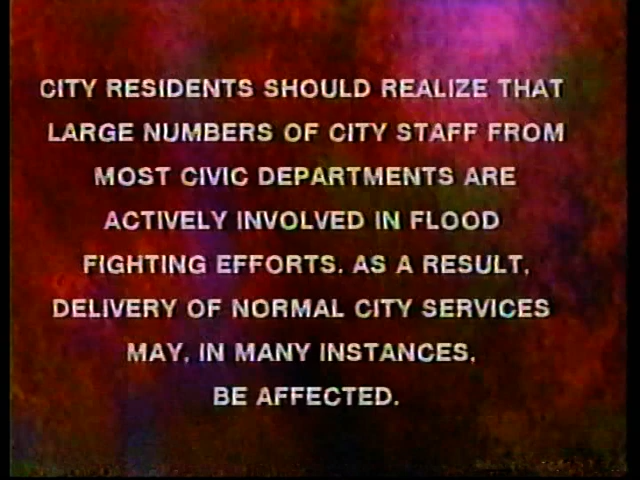 CITY RESIDENTS SHOULD REALIZE THAT
LARGE NUMBERS OF CITY STAFF FROM
MOST CIVIC DEPARTMENTS ARE
ACTIVELY INVOLVED IN FLOOD
FIGHTING EFFORTS. AS A RESULT,
DELIVERY OF NORMAL CITY SERVICES
MAY, IN MANY INSTANCES,
BE AFFECTED.